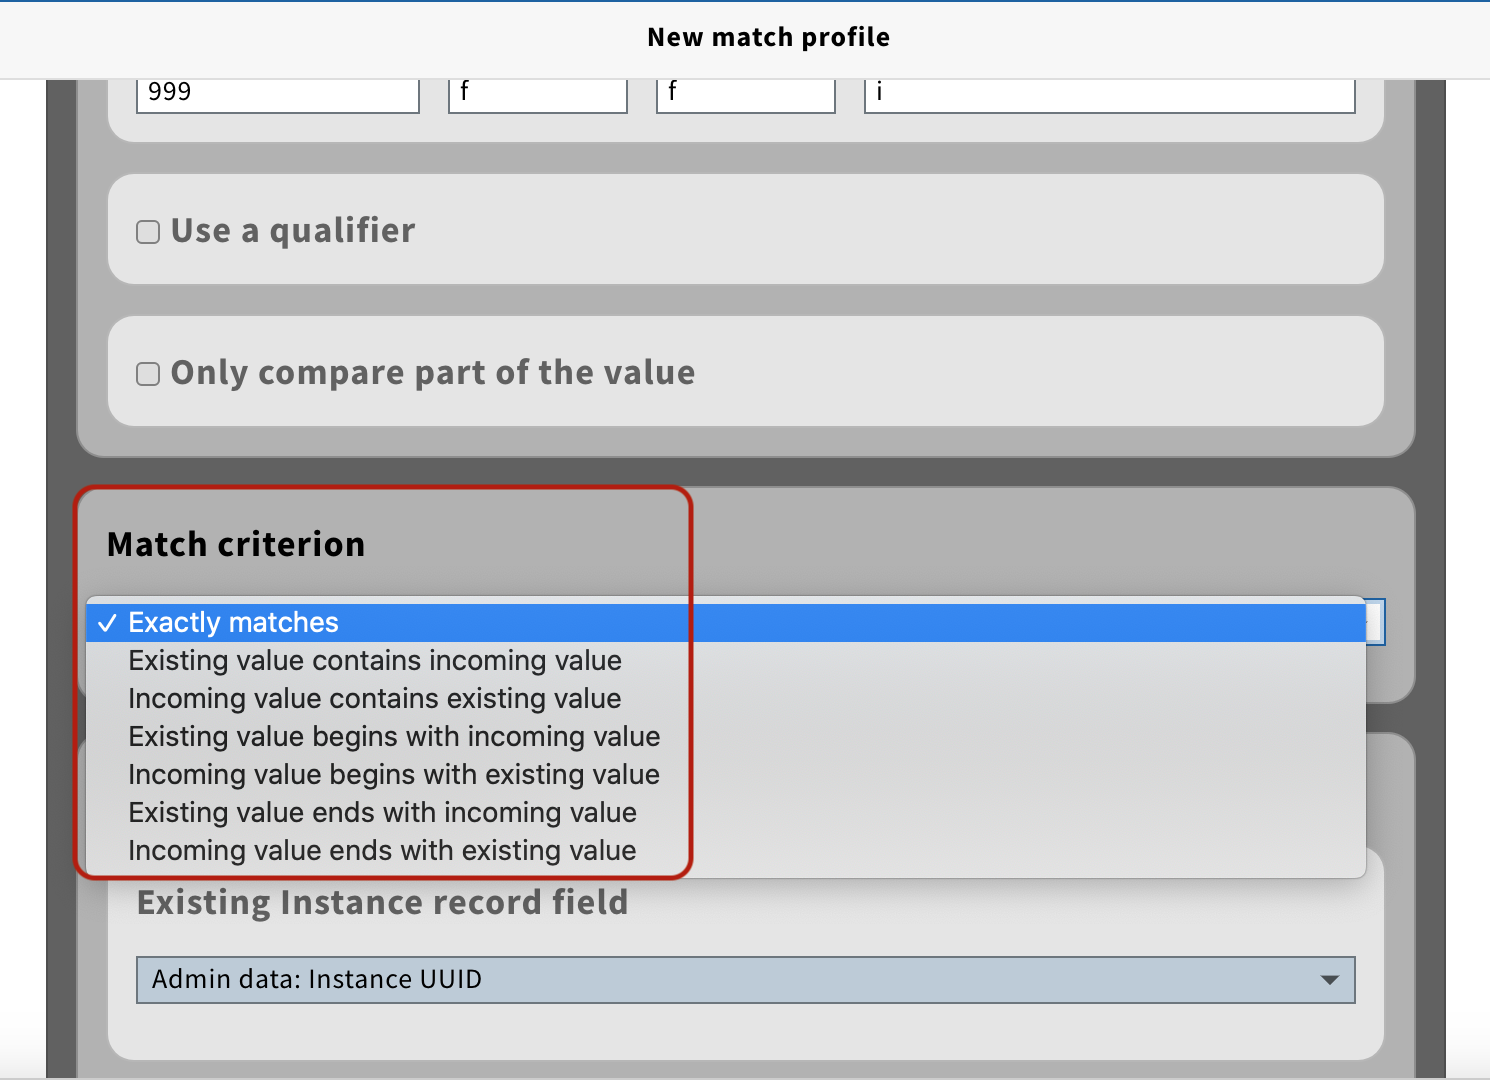 New match profile
999 f f i
Use a qualifier
Only compare part of the value
Match criterion
✓ Exactly matches
Existing value contains incoming value
Incoming value contains existing value
Existing value begins with incoming value
Incoming value begins with existing value
Existing value ends with incoming value
Incoming value ends with existing value
Existing Instance record field
Admin data: Instance UUID